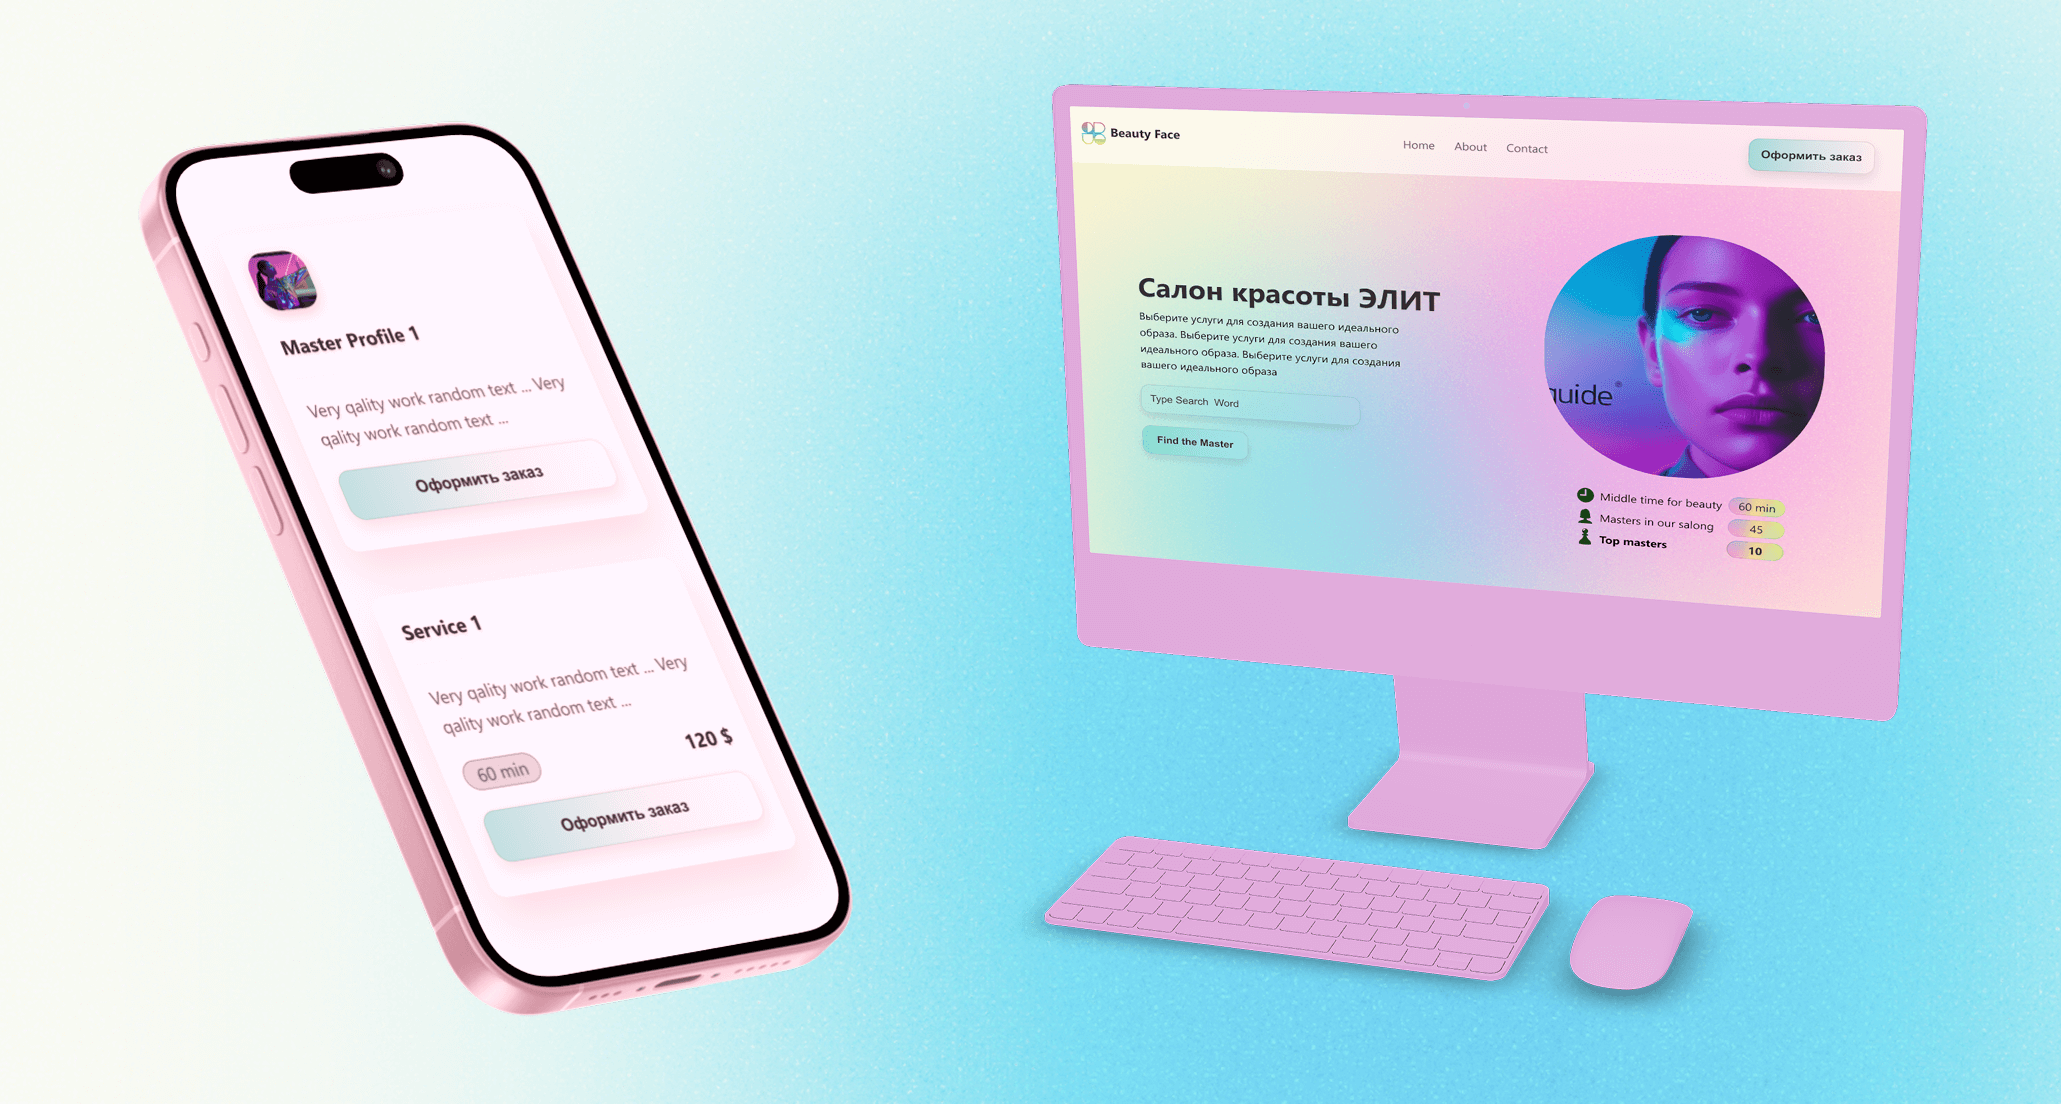 Master Profile 1
Very qality work random text ... Very
qality work random text ...
Оформить заказ
Service 1
Very qality work random text ... Very
qality work random text ...
120 $
60 min
Оформить заказ
Beauty Face
Home
About
Contact
Оформить заказ
Салон красоты ЭЛИТ
Выберите услуги для создания вашего идеального
образа. Выберите услуги для создания вашего
идеального образа. Выберите услуги для создания
вашего идеального образа
Type Search Word
Find the Master
guide
Middle time for beauty 60 min
Masters in our salong 45
Top masters 10